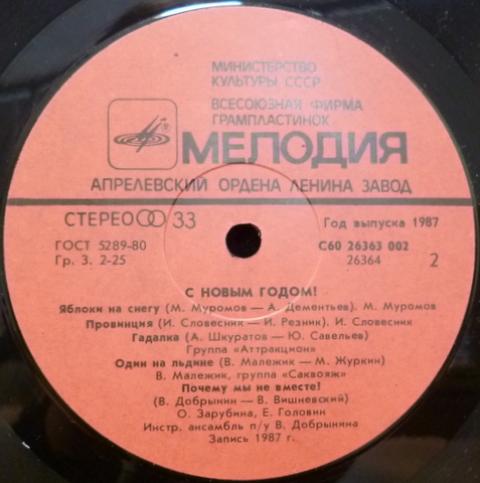 МИНИСТЕРСТВО
КУЛЬТУРЫ СССР
ВСЕСОЮЗНАЯ ФИРМА
ГРАМПЛАСТИНОК
МЕЛОДИЯ
АПРЕЛЕВСКИЙ ОРДЕНА ЛЕНИНА ЗАВОД
СТЕРЕО 33
Год выпуска 1987
ГОСТ 5289-80
С60 26363 002
Гр. 3. 2-25
26364
2
С НОВЫМ ГОДОМ!
Яблоки на снегу (М. Муромов — А. Дементьев). М. Муромов
Провинция (И. Словесник — И. Резник). И. Словесник
Гадалка (А. Шкуратов — Ю. Савельев)
Группа «Аттракцион»
Один на льдине (В. Малежик — М. Журкин)
В. Малежик, группа «Саквояж»
Почему мы не вместе!
(В. Добрынин — В. Вишневский)
О. Зарубина, Е. Головин
Инстр. ансамбль п/у В. Добрынина
Запись 1987 г.